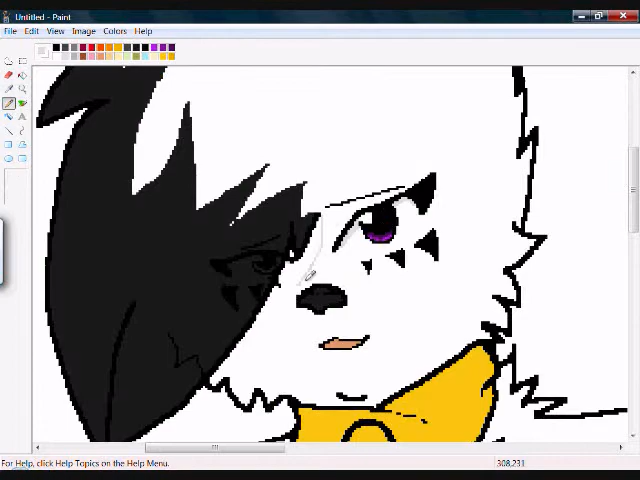 Untitled - Paint
File Edit View Image Colors Help
For Help, click Help Topics on the Help Menu.
308,231